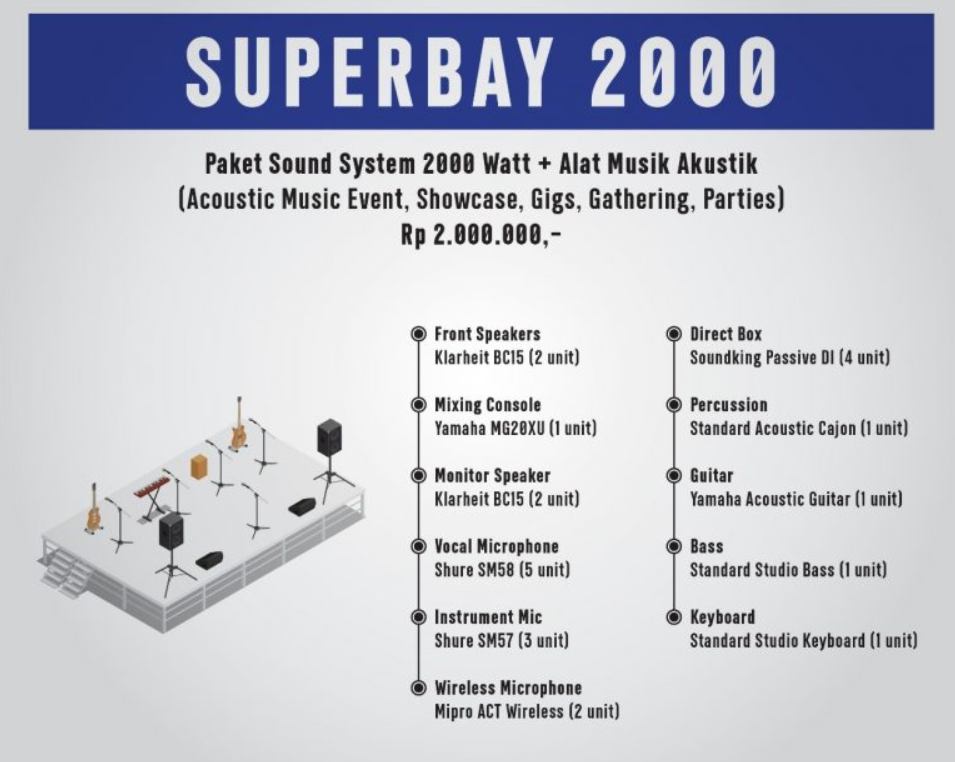 SUPERBAY 2000
Paket Sound System 2000 Watt + Alat Musik Akustik
(Acoustic Music Event, Showcase, Gigs, Gathering, Parties)
Rp 2.000.000,-
Front Speakers
Klarheit BC15 (2 unit)
Mixing Console
Yamaha MG20XU (1 unit)
Monitor Speaker
Klarheit BC15 (2 unit)
Vocal Microphone
Shure SM58 (5 unit)
Instrument Mic
Shure SM57 (3 unit)
Wireless Microphone
Mipro ACT Wireless (2 unit)
Direct Box
Soundking Passive DI (4 unit)
Percussion
Standard Acoustic Cajon (1 unit)
Guitar
Yamaha Acoustic Guitar (1 unit)
Bass
Standard Studio Bass (1 unit)
Keyboard
Standard Studio Keyboard (1 unit)